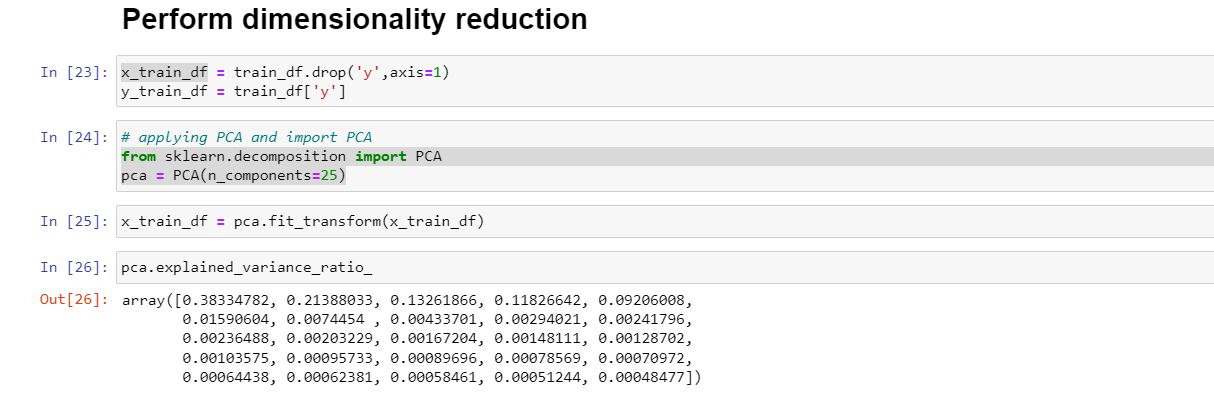 Perform dimensionality reduction
In [23]: x_train_df = train_df.drop('y',axis=1)
y_train_df = train_df['y']
In [24]: # applying PCA and import PCA
from sklearn.decomposition import PCA
pca = PCA(n_components=25)
In [25]: x_train_df = pca.fit_transform(x_train_df)
In [26]: pca.explained_variance_ratio_
Out[26]: array([0.38334782, 0.21388033, 0.13261866, 0.11826642, 0.09206008,
0.01590604, 0.0074454 , 0.00433701, 0.00294021, 0.00241796,
0.00236488, 0.00203229, 0.00167204, 0.00148111, 0.00128702,
0.00103575, 0.00095733, 0.00089696, 0.00078569, 0.00070972,
0.00064438, 0.00062381, 0.00058461, 0.00051244, 0.00048477])